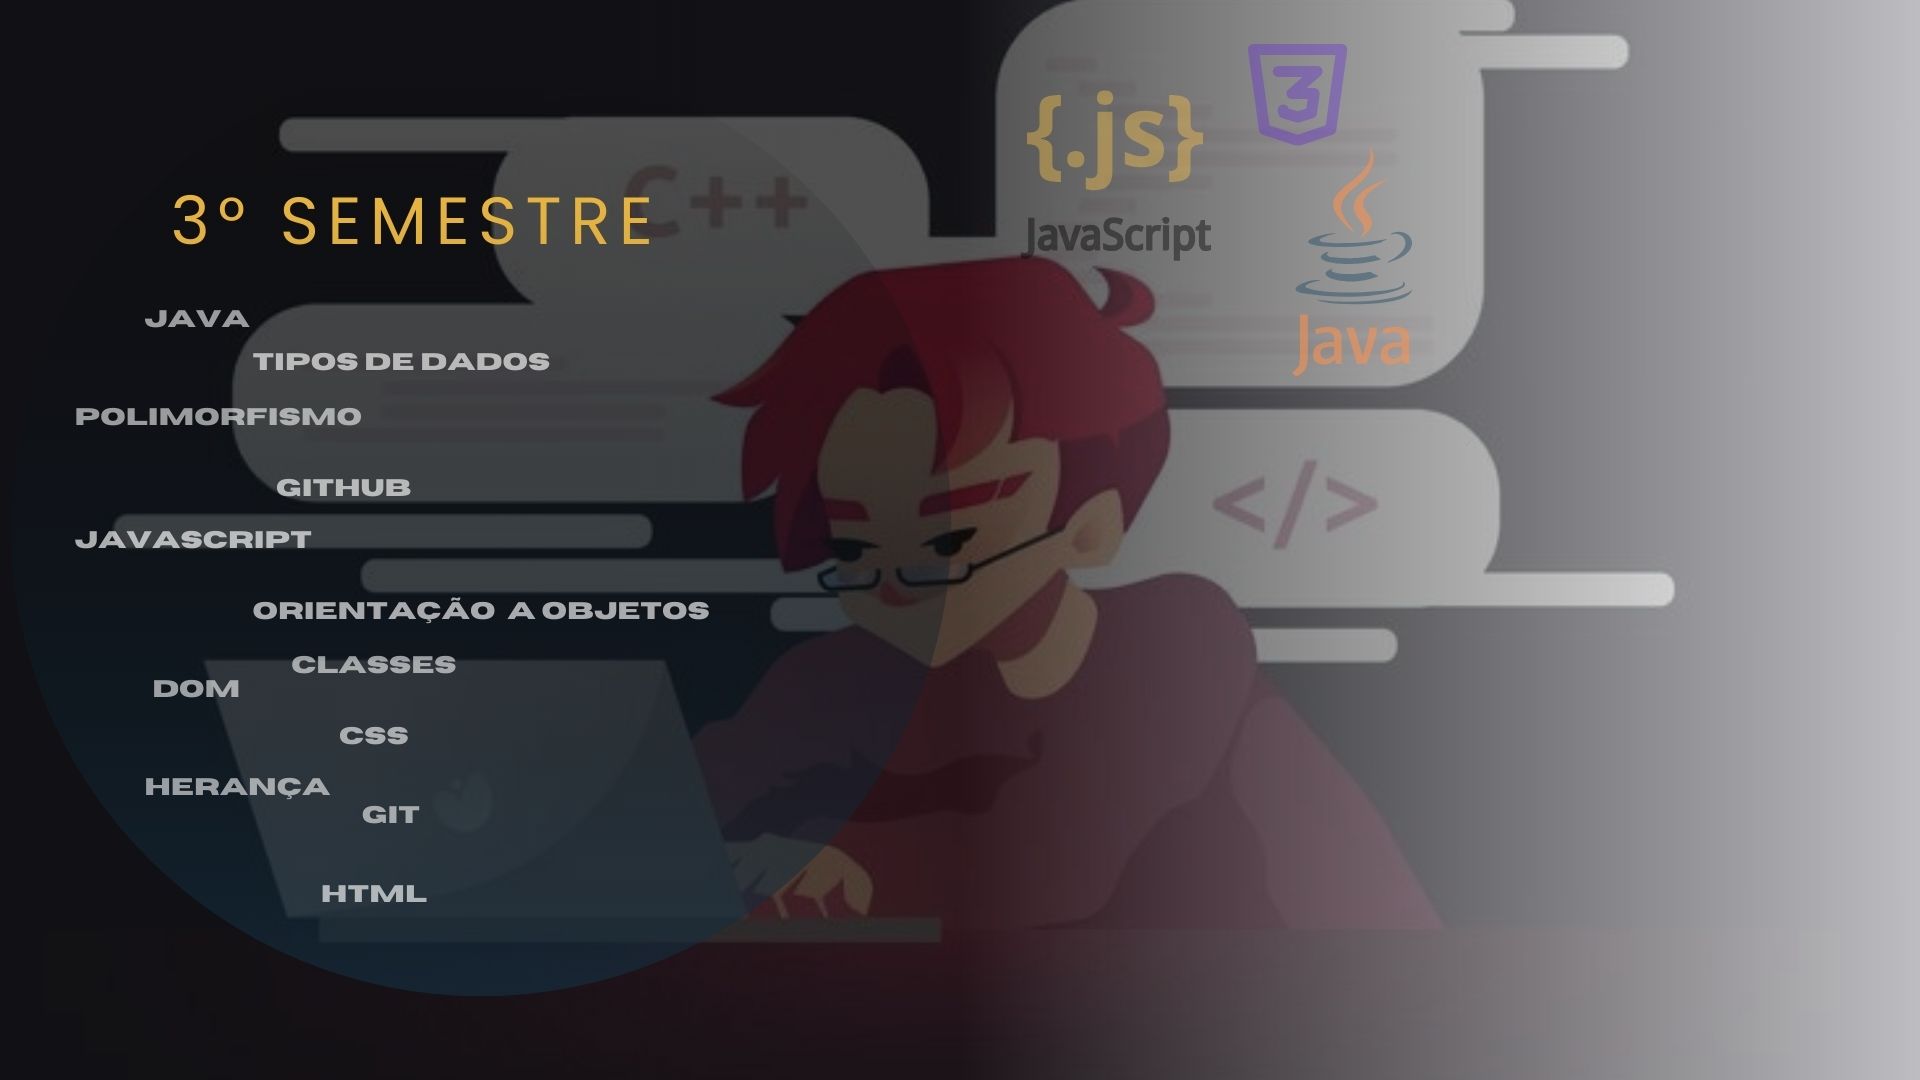 C++
3º SEMESTRE
JAVA
TIPOS DE DADOS
POLIMORFISMO
GITHUB
JAVASCRIPT
ORIENTAÇÃO A OBJETOS
CLASSES
DOM
CSS
HERANÇA
GIT
HTML
{.js}
JavaScript
3
Java
</>